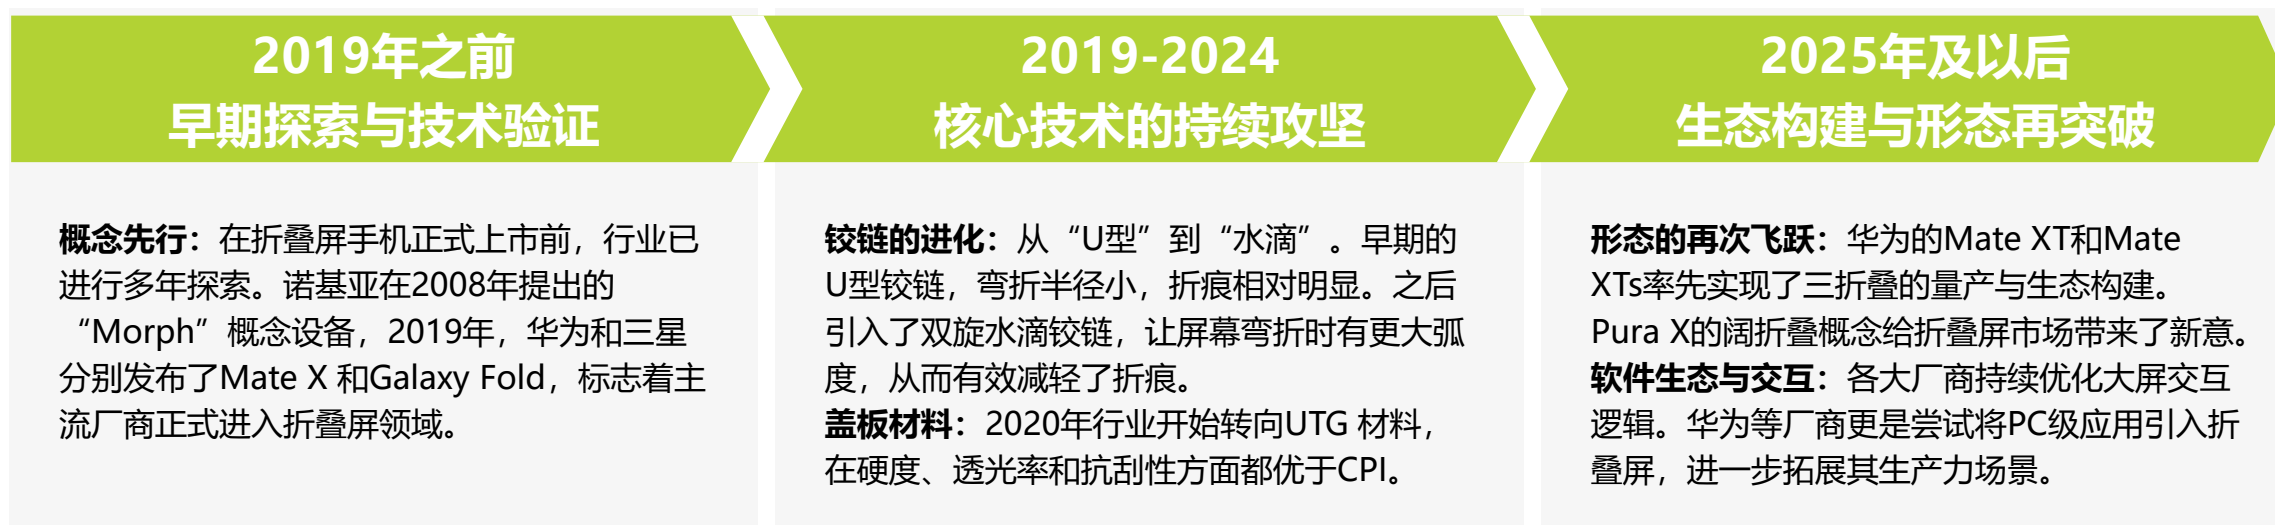 2019年之前
早期探索与技术验证
概念先行：在折叠屏手机正式上市前，行业已
进行多年探索。诺基亚在2008年提出的
“Morph”概念设备，2019年，华为和三星
分别发布了Mate X 和Galaxy Fold，标志着主
流厂商正式进入折叠屏领域。
2019-2024
核心技术的持续攻坚
铰链的进化：从“U型”到“水滴”。早期的
U型铰链，弯折半径小，折痕相对明显。之后
引入了双旋水滴铰链，让屏幕弯折时有更大弧
度，从而有效减轻了折痕。
盖板材料：2020年行业开始转向UTG 材料，
在硬度、透光率和抗刮性方面都优于CPI。
2025年及以后
生态构建与形态再突破
形态的再次飞跃：华为的Mate XT和Mate
XTs率先实现了三折叠的量产与生态构建。
Pura X的阔折叠概念给折叠屏市场带来了新意。
软件生态与交互：各大厂商持续优化大屏交互
逻辑。华为等厂商更是尝试将PC级应用引入折
叠屏，进一步拓展其生产力场景。